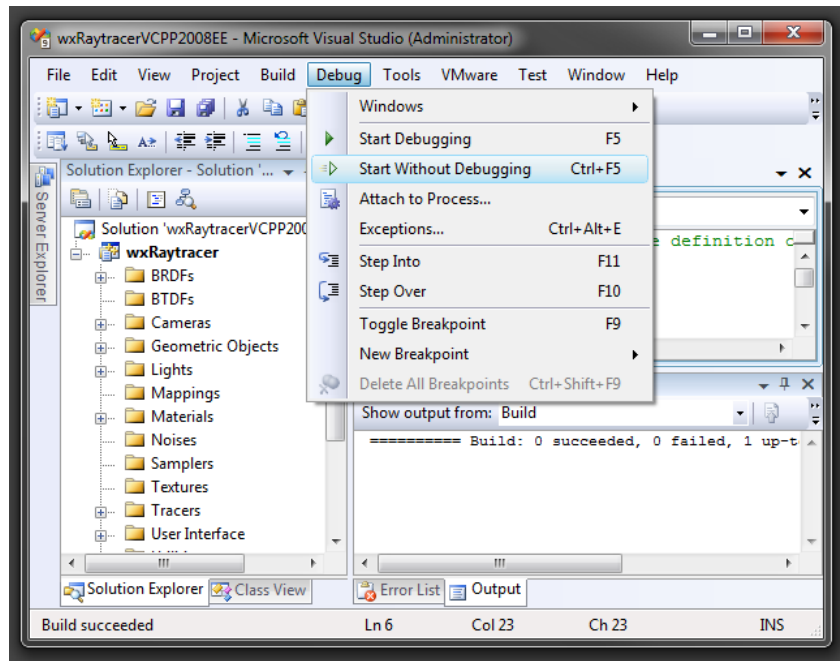 wxRaytracerVCPP2008EE - Microsoft Visual Studio (Administrator)
File Edit View Project Build Debug Tools VMware Test Window Help
Windows
Start Debugging F5
Start Without Debugging Ctrl+F5
Attach to Process...
Exceptions... Ctrl+Alt+E
Step Into F11
Step Over F10
Toggle Breakpoint F9
New Breakpoint
Delete All Breakpoints Ctrl+Shift+F9
Server Explorer
Solution Explorer - Solution '...
Solution 'wxRaytracerVCPP200
wxRaytracer
BRDFs
BTDFs
Cameras
Geometric Objects
Lights
Mappings
Materials
Noises
Samplers
Textures
Tracers
User Interface
Solution Explorer Class View
definition c
Show output from: Build
========== Build: 0 succeeded, 0 failed, 1 up-t
Error List Output
Build succeeded Ln 6 Col 23 Ch 23 INS